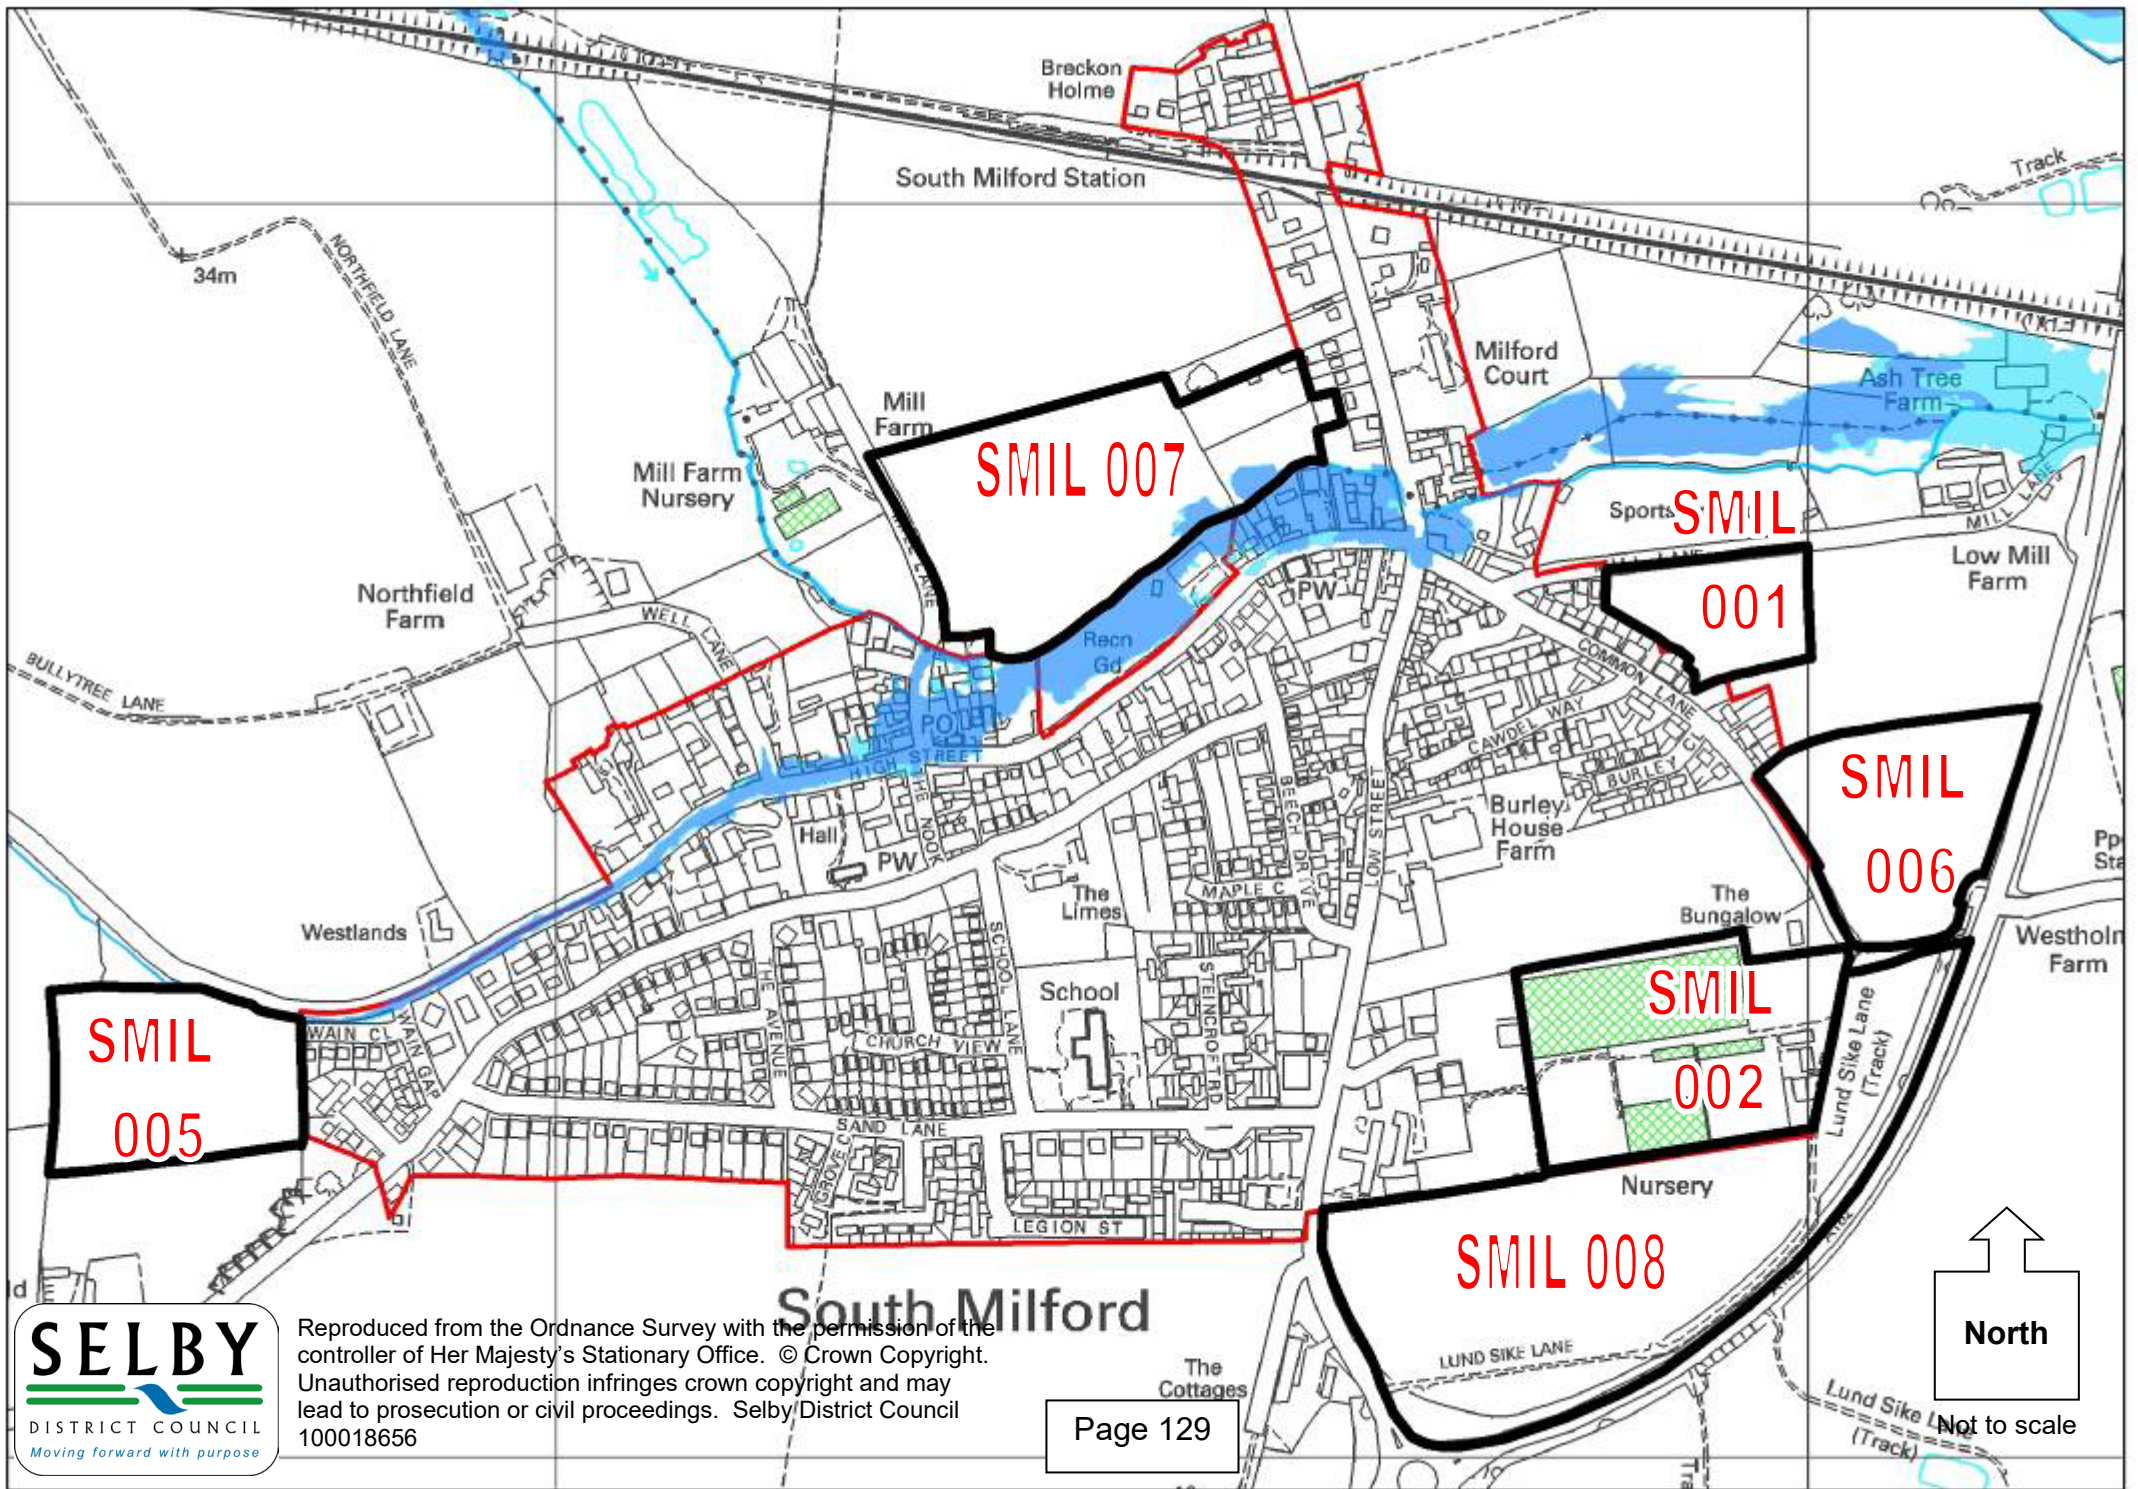 Breckon
Holme
South Milford Station
Track
34m
NORTHFIELD LANE
Mill
Farm
Milford
Court
Ash Tree
Farm
SMIL 007
Mill Farm
Nursery
LANE
Sports
SMIL
001
MILL LANE
Low Mill
Farm
Northfield
Farm
WELL LANE
PW
Recn
Gd
COMMON LANE
BULLYTREE LANE
HIGH STREET
THE NOOK
CAWDEL WAY
BURLEY
SMIL
006
Hall
PW
BEECH DRIVE
LOW STREET
Burley
House
Farm
MAPLE C
The
Limes
The
Bungalow
Westlands
SCHOOL LANE
THE AVENUE
School
STEINCROFT RD
SMIL
002
Lund Sike Lane
(Track)
SMIL
005
WAIN C
WAIN GAP
CHURCH VIEW
SAND LANE
GROVE C
LEGION ST
Nursery
SMIL 008
LUND SIKE LANE
South Milford
The
Cottages
Lund Sike
(Track)
SELBY
DISTRICT COUNCIL
Moving forward with purpose
Reproduced from the Ordnance Survey with the permission of the
controller of Her Majesty's Stationary Office. © Crown Copyright.
Unauthorised reproduction infringes crown copyright and may
lead to prosecution or civil proceedings. Selby District Council
100018656
Page 129
North
Not to scale